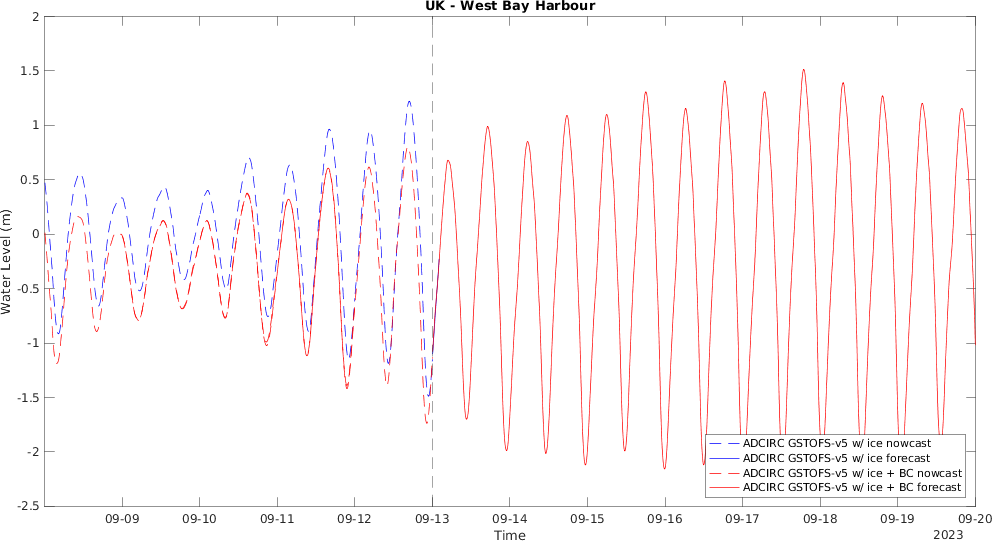 UK - West Bay Harbour
Water Level (m)
2
1.5
1
0.5
0
-0.5
-1
-1.5
-2
-2.5
ADCIRC GSTOFS-v5 w/ ice nowcast
ADCIRC GSTOFS-v5 w/ ice forecast
ADCIRC GSTOFS-v5 w/ ice + BC nowcast
ADCIRC GSTOFS-v5 w/ ice + BC forecast
09-09 09-10 09-11 09-12 09-13 09-14 09-15 09-16 09-17 09-18 09-19 09-20
Time
2023